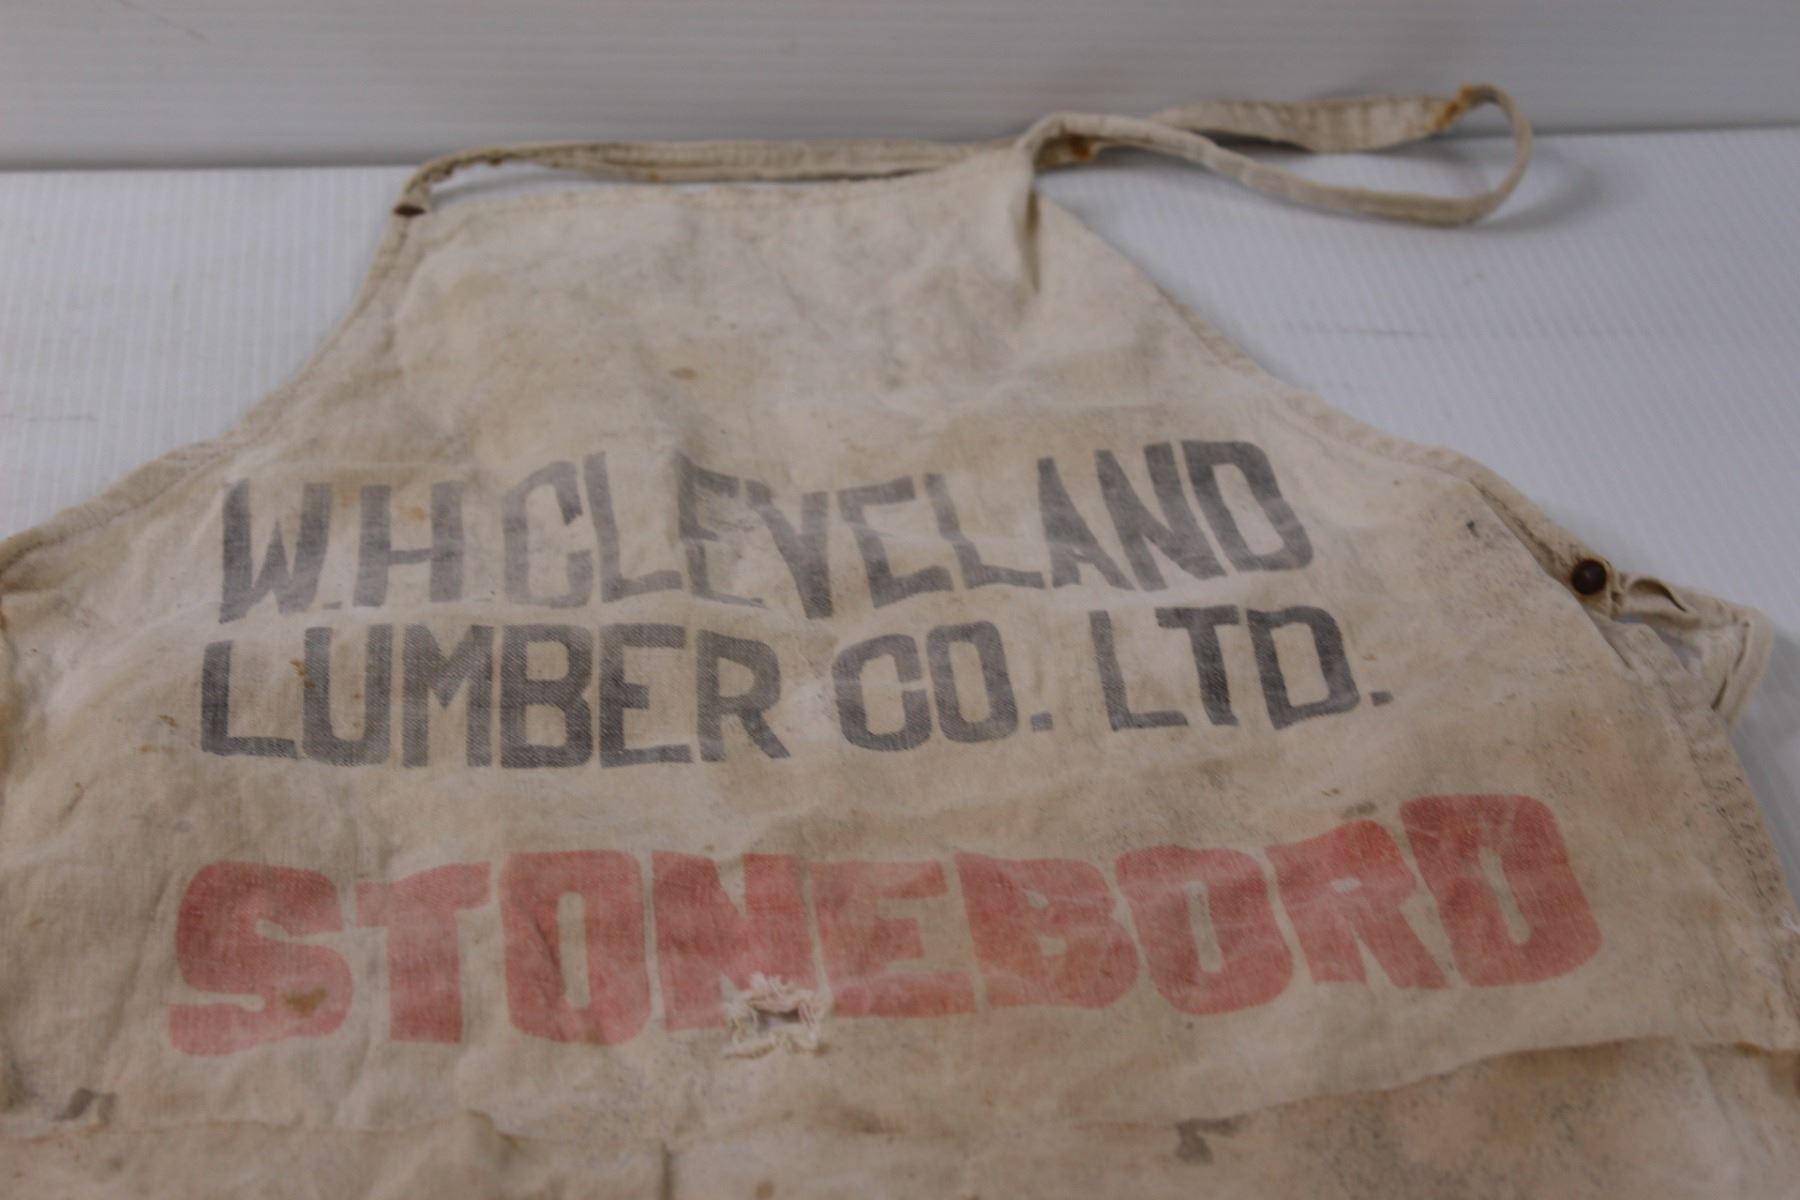 W.H CLEVELAND
LUMBER CO. LTD.
STONEBORD